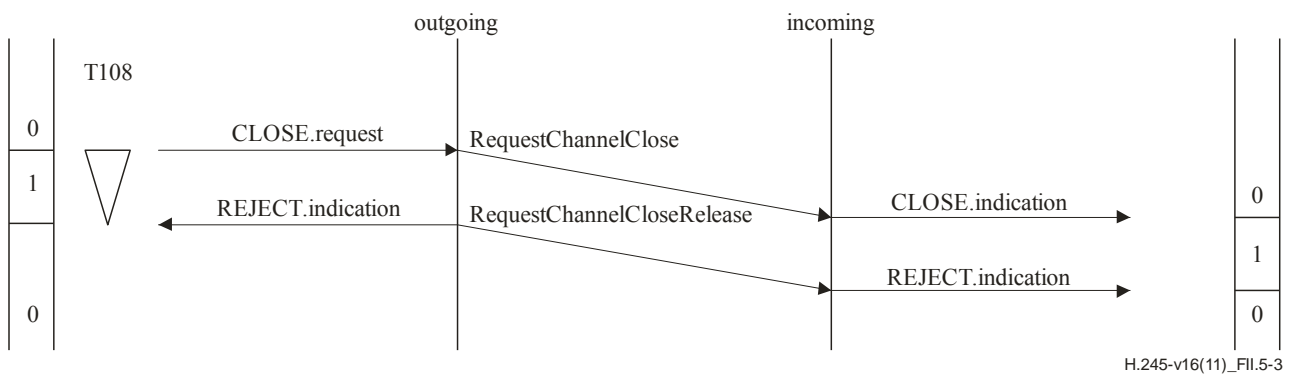 outgoing
incoming
T108
0
CLOSE.request
RequestChannelClose
1
0
REJECT.indication
RequestChannelCloseRelease
CLOSE.indication
1
REJECT.indication
0
0
H.245-v16(11)_FII.5-3